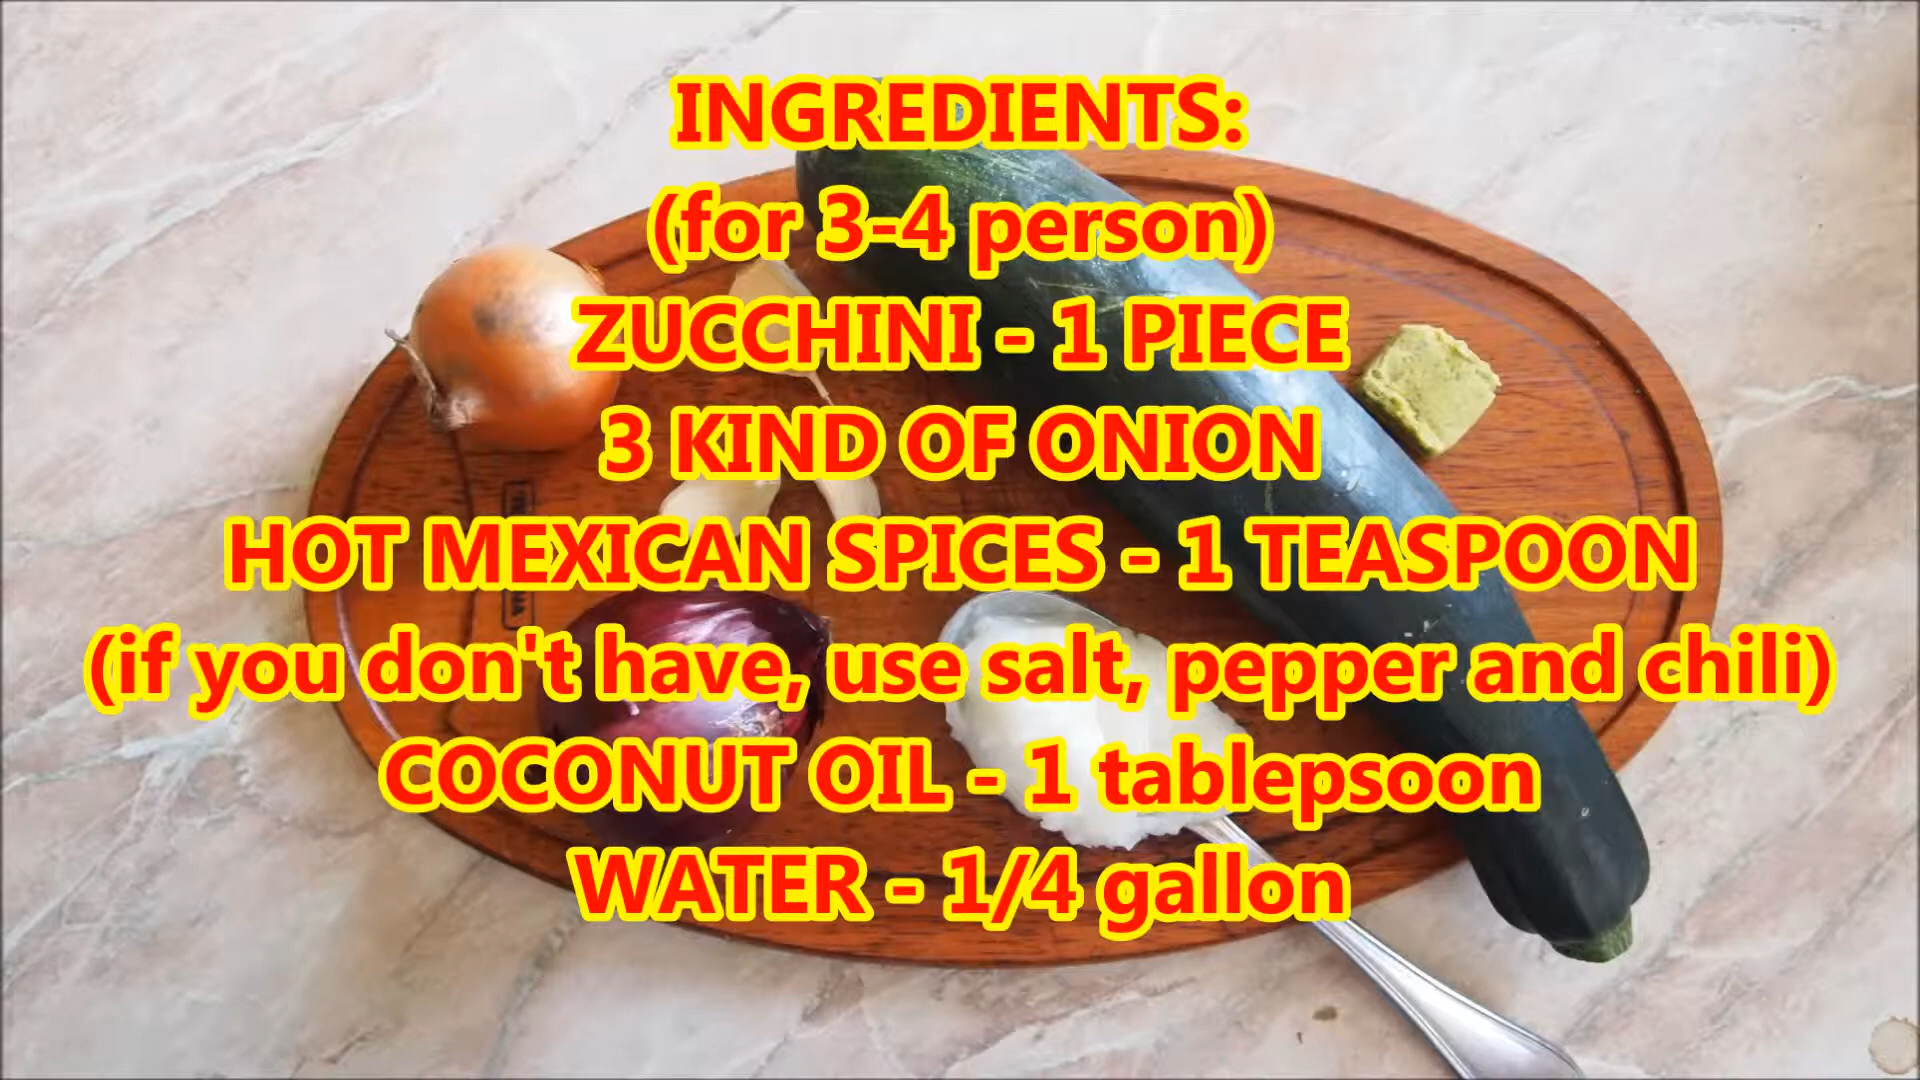 INGREDIENTS:
(for 3-4 person)
ZUCCHINI - 1 PIECE
3 KIND OF ONION
HOT MEXICAN SPICES - 1 TEASPOON
(if you don't have, use salt, pepper and chili)
COCONUT OIL - 1 tablepsoon
WATER - 1/4 gallon